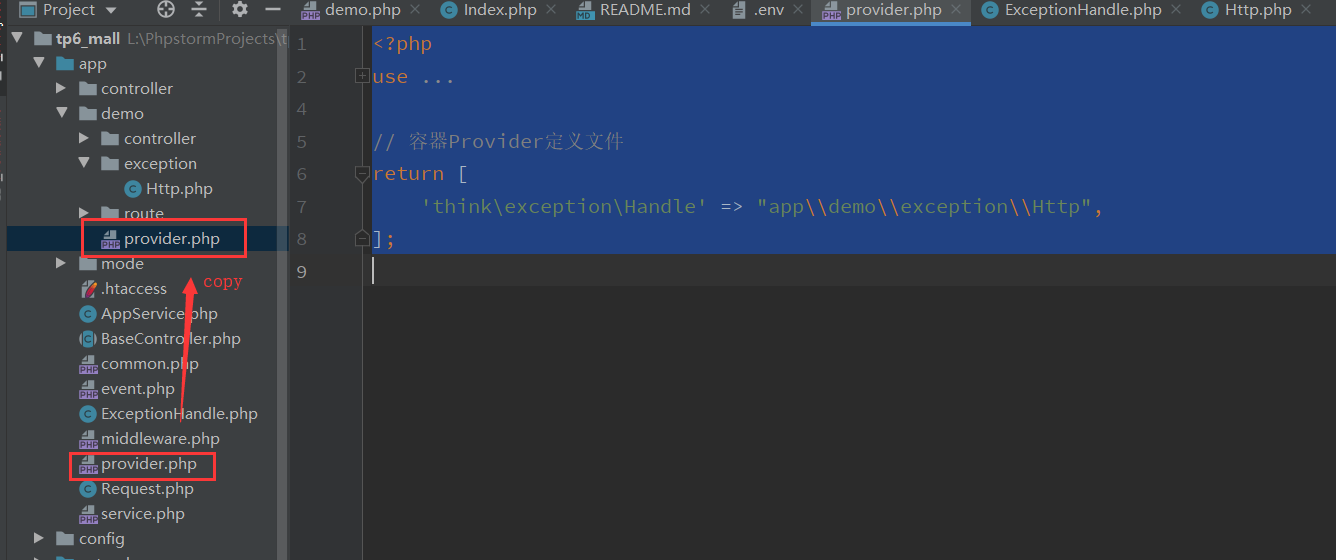 Project
demo.php
Index.php
README.md
.env
provider.php
ExceptionHandle.php
Http.php
tp6_mall L:\PhpstormProjects\t
app
controller
demo
controller
exception
Http.php
route
provider.php
mode
.htaccess
AppService.php
BaseController.php
common.php
event.php
ExceptionHandle.php
middleware.php
provider.php
Request.php
service.php
config
copy
1 <?php
2 use ...
4
5 // 容器Provider定义文件
6 return [
7 'think\exception\Handle' => "app\\demo\\exception\\Http",
8 ];
9